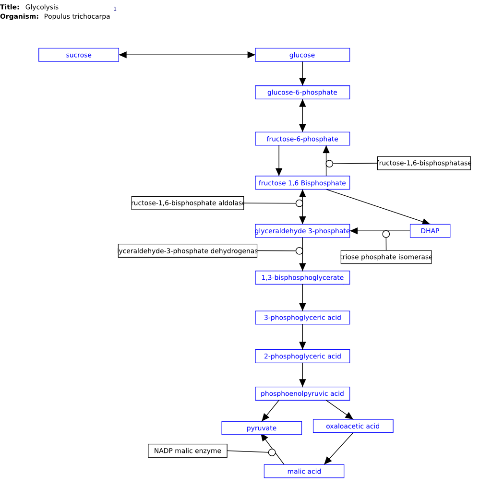 Title: Glycolysis 1
Organism: Populus trichocarpa
sucrose
glucose
glucose-6-phosphate
fructose-6-phosphate
ructose-1,6-bisphosphatase
fructose 1,6 Bisphosphate
ructose-1,6-bisphosphate aldolas
glyceraldehyde 3-phosphate
DHAP
yceraldehyde-3-phosphate dehydrogenas
triose phosphate isomerase
1,3-bisphosphoglycerate
3-phosphoglyceric acid
2-phosphoglyceric acid
phosphoenolpyruvic acid
pyruvate
oxaloacetic acid
NADP malic enzyme
malic acid